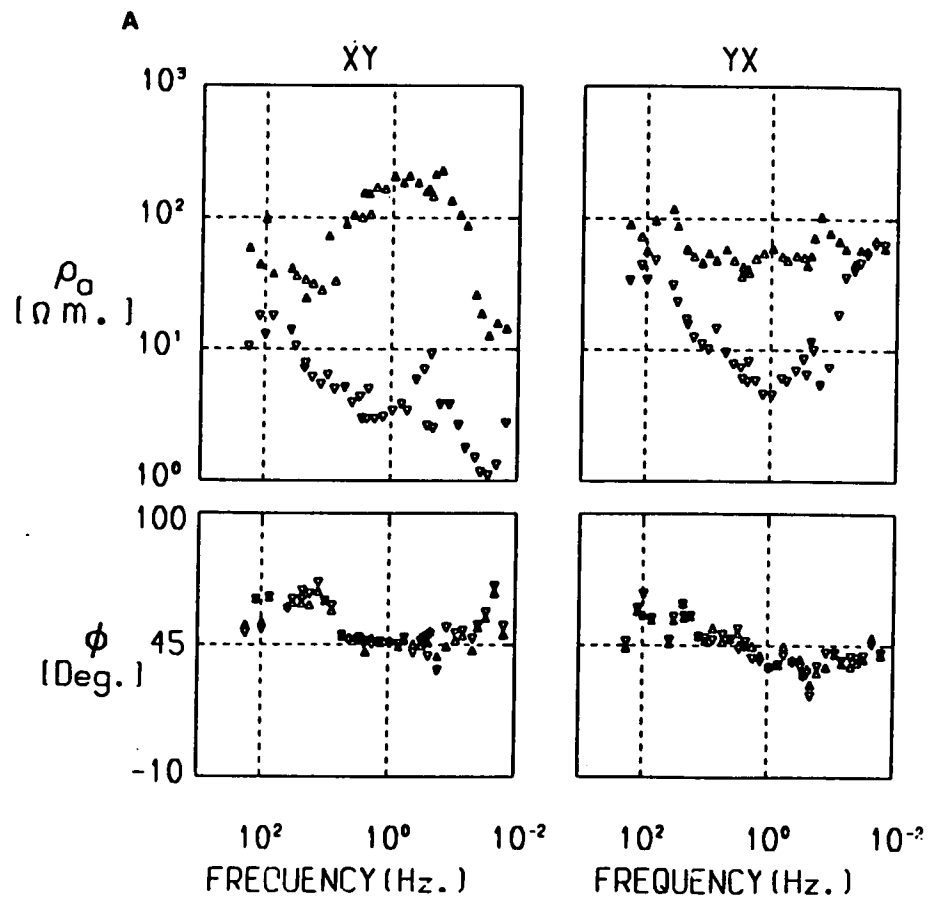 A
XY YX
10³
10²
ρa
[Ω m.]
10¹
10⁰
100
ϕ
45
[Deg.]
-10
10² 10⁰ 10⁻² 10² 10⁰ 10⁻²
FRECUENCY(Hz.) FREQUENCY(Hz.)